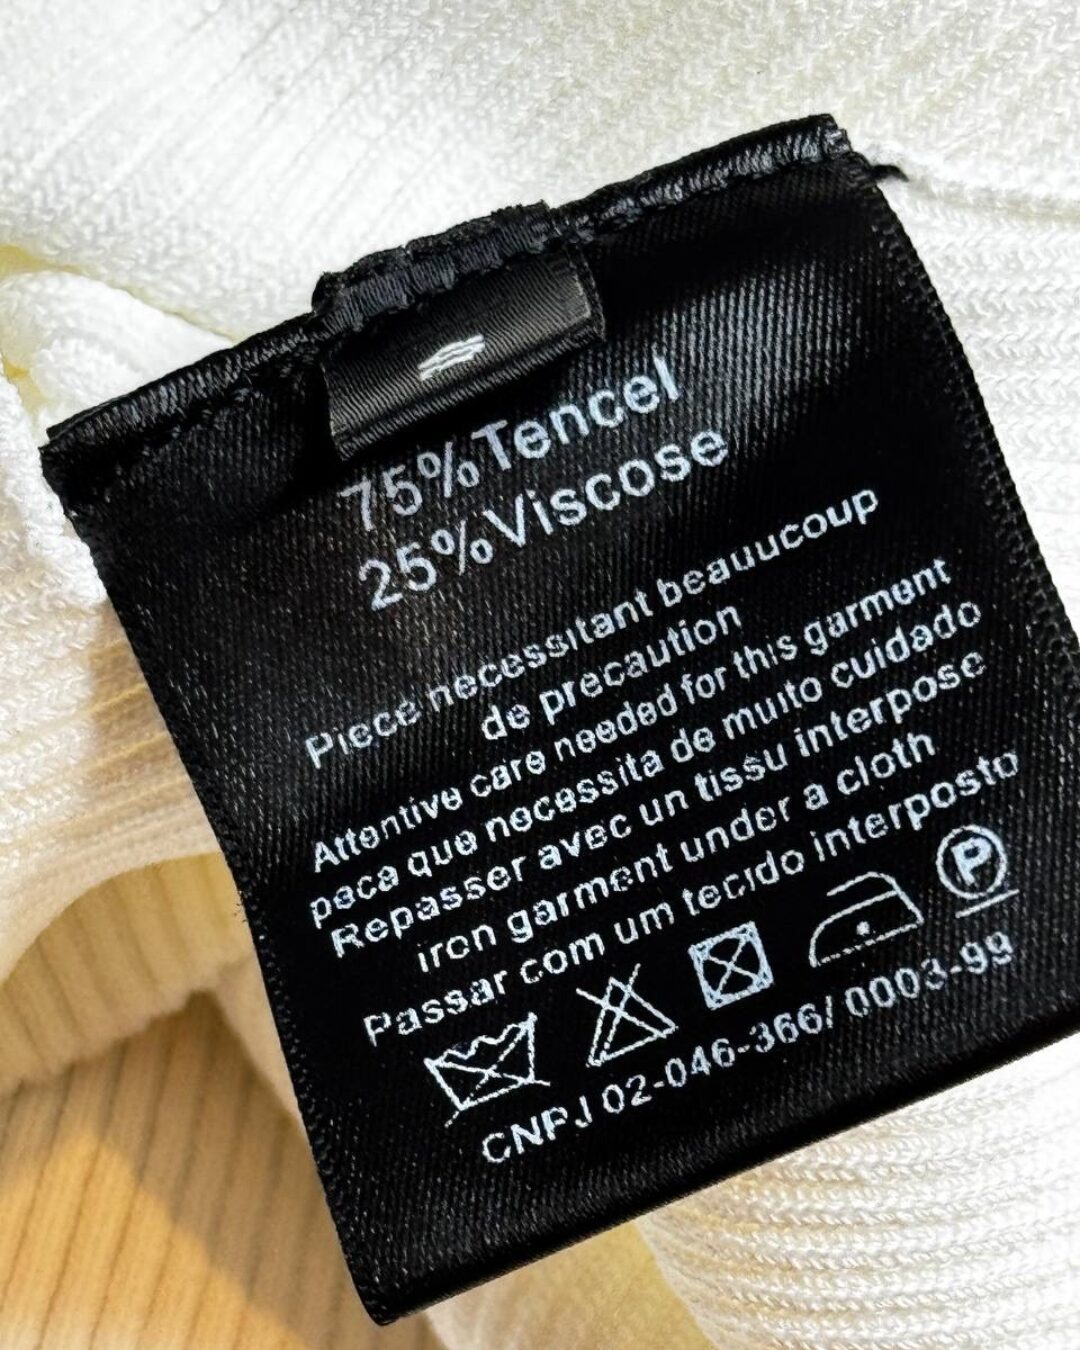 75%Tencel
25%Viscose
Piece necessitant beauucoup
de precaution
Attentive care needed for this garment
paca que necessita de muito cuidado
Repasser avec un tissu interpose
iron garment under a cloth
Passar com um tecido interposto
P
CNPJ 02-046-366/ 0003-99